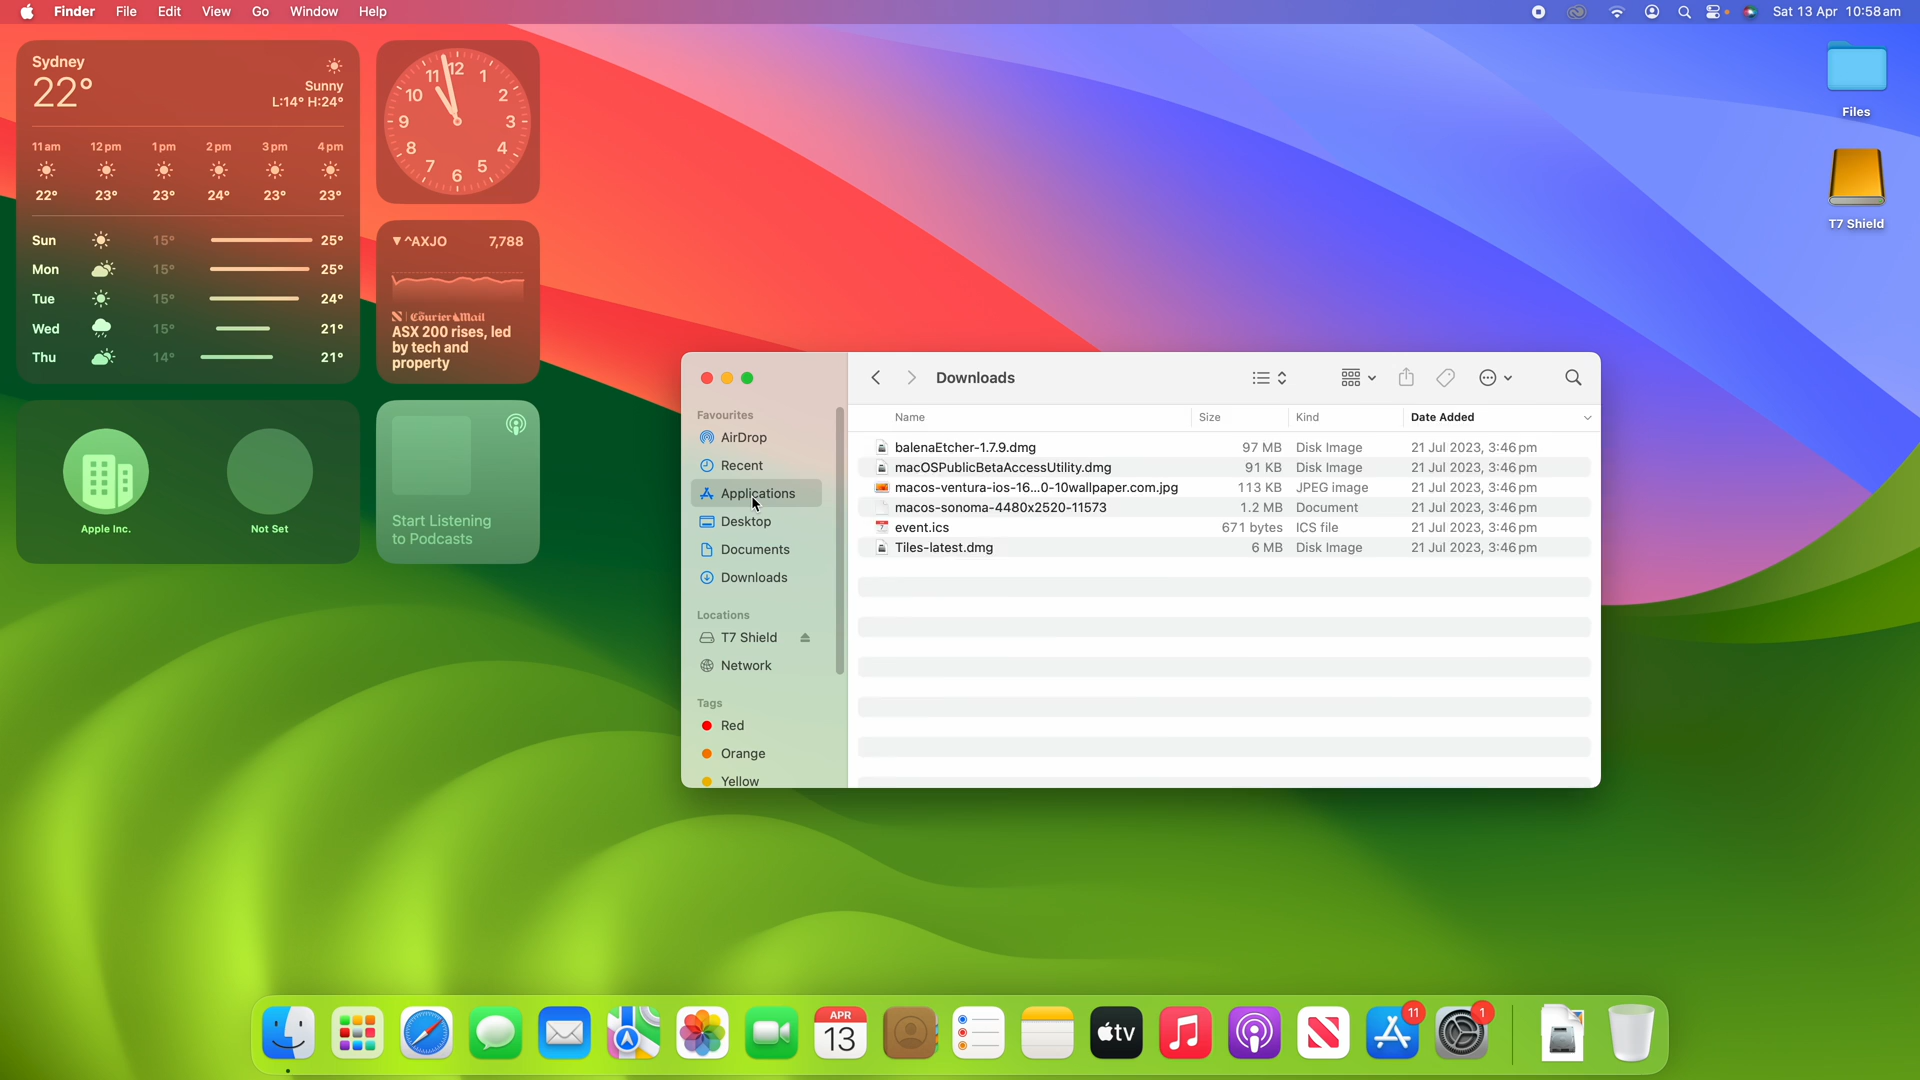 Finder File Edit View Go Window Help
Sat 13 Apr 10:58am
Sydney
22°
Sunny
L:14° H:24°
11am 12pm 1pm 2pm 3pm 4pm
22° 23° 23° 24° 23° 23°
Sun 15° 25°
Mon 15° 25°
Tue 15° 24°
Wed 15° 21°
Thu 14° 21°
12
1
2
3
4
5
6
7
8
9
10
11
▼^AXJO 7,788
N | Courier Mail
ASX 200 rises, led
by tech and
property
Apple Inc.
Not Set
Start Listening
to Podcasts
Files
T7 Shield
Downloads
Favourites
AirDrop
Recent
Applications
Desktop
Documents
Downloads
Locations
T7 Shield
Network
Tags
Red
Orange
Yellow
Name Size Kind Date Added
balenaEtcher-1.7.9.dmg 97 MB Disk Image 21 Jul 2023, 3:46 pm
macOSPublicBetaAccessUtility.dmg 91 KB Disk Image 21 Jul 2023, 3:46 pm
macos-ventura-ios-16...0-10wallpaper.com.jpg 113 KB JPEG image 21 Jul 2023, 3:46 pm
macos-sonoma-4480x2520-11573 1.2 MB Document 21 Jul 2023, 3:46 pm
event.ics 671 bytes ICS file 21 Jul 2023, 3:46 pm
Tiles-latest.dmg 6 MB Disk Image 21 Jul 2023, 3:46 pm
APR
13
tv
11
1